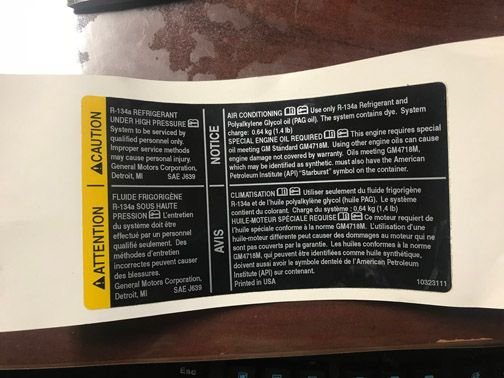 CAUTION
R-134a REFRIGERANT
UNDER HIGH PRESSURE
System to be serviced by
qualified personnel only.
Improper service methods
may cause personal injury.
General Motors Corporation,
Detroit, MI SAE J639
NOTICE
AIR CONDITIONING Use only R-134a Refrigerant and
Polyalkylene Glycol oil (PAG oil). The system contains dye. System
charge: 0.64 kg (1.4 lb)
SPECIAL ENGINE OIL REQUIRED This engine requires special
oil meeting GM Standard GM4718M. Using other engine oils can cause
engine damage not covered by warranty. Oils meeting GM4718M,
which may be identified as synthetic. must also have the American
Petroleum Institute (API) "Starburst" symbol on the container.
ATTENTION
FLUIDE FRIGORIGÈNE
R-134a SOUS HAUTE
PRESSION L'entretien
du système doit être
effectué par un personnel
qualifié seulement. Des
méthodes d'entretien
incorrectes peuvent causer
des blessures.
General Motors Corporation,
Detroit, MI SAE J639
AVIS
CLIMATISATION Utiliser seulement du fluide frigorigène
R-134a et de l'huile polyalkylène glycol (huile PAG). Le système
contient du colorant. Charge du système : 0,64 kg (1,4 lb)
HUILE-MOTEUR SPÉCIALE REQUISE Ce moteur requiert de
l'huile spéciale conforme à la norme GM4718M. L'utilisation d'une
huile-moteur différente peut causer des dommages au moteur qui ne
sont pas couverts par la garantie. Les huiles conformes à la norme
GM4718M, qui peuvent être identifiées comme huile synthétique,
doivent aussi avoir le symbole dentelé de l'American Petroleum
Institute (API) sur contenant.
Printed in USA 10323111
Esc